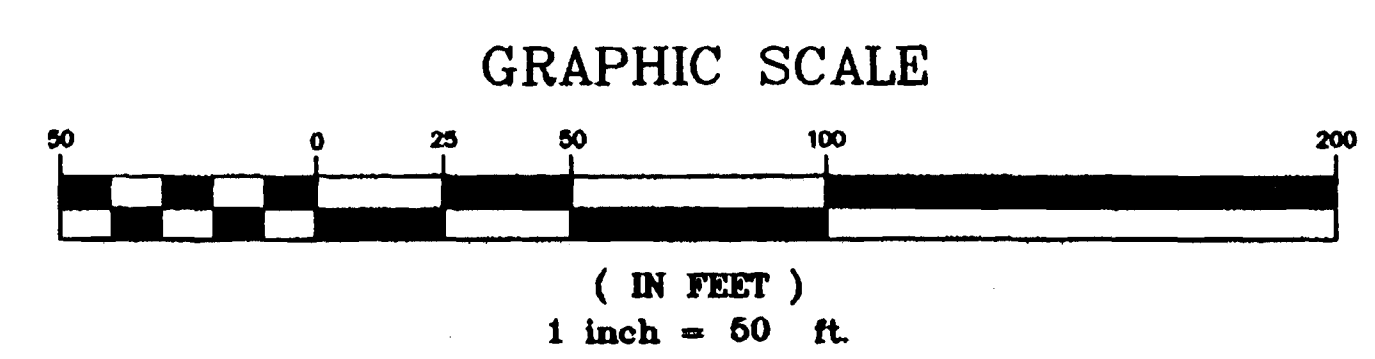 GRAPHIC SCALE
50 0 25 50 100 200
( IN FEET )
1 inch = 50 ft.